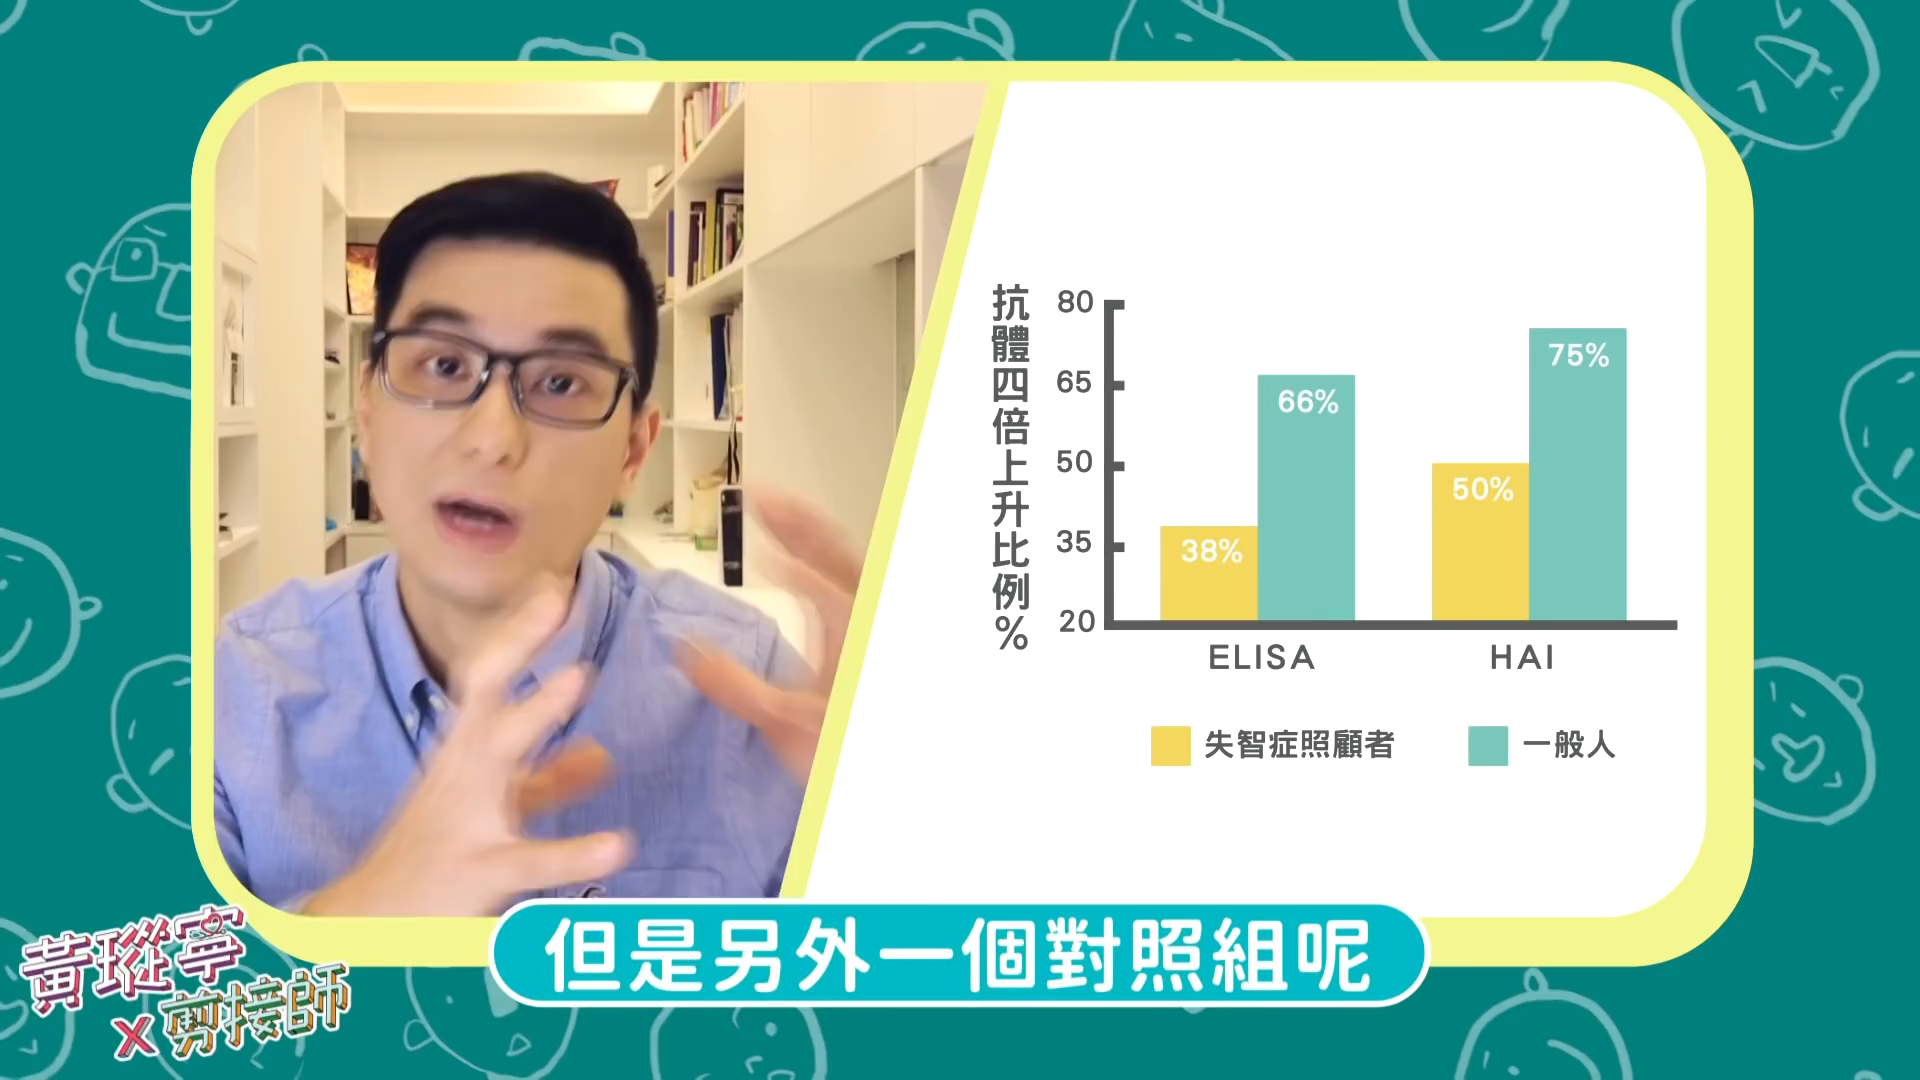 抗體四倍上升比例%
80
65
50
35
20
38%
66%
50%
75%
ELISA
HAI
失智症照顧者
一般人
但是另外一個對照組呢
黃瑽寧
X剪接師